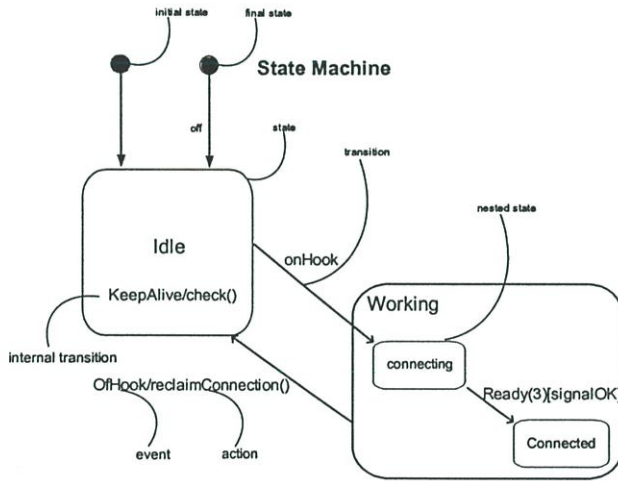 initial state
final state
State Machine
off
state
transition
nested state
Idle
onHook
KeepAlive/check()
Working
internal transition
connecting
OfHook/reclaimConnection()
Ready(3)[signalOK]
event
action
Connected